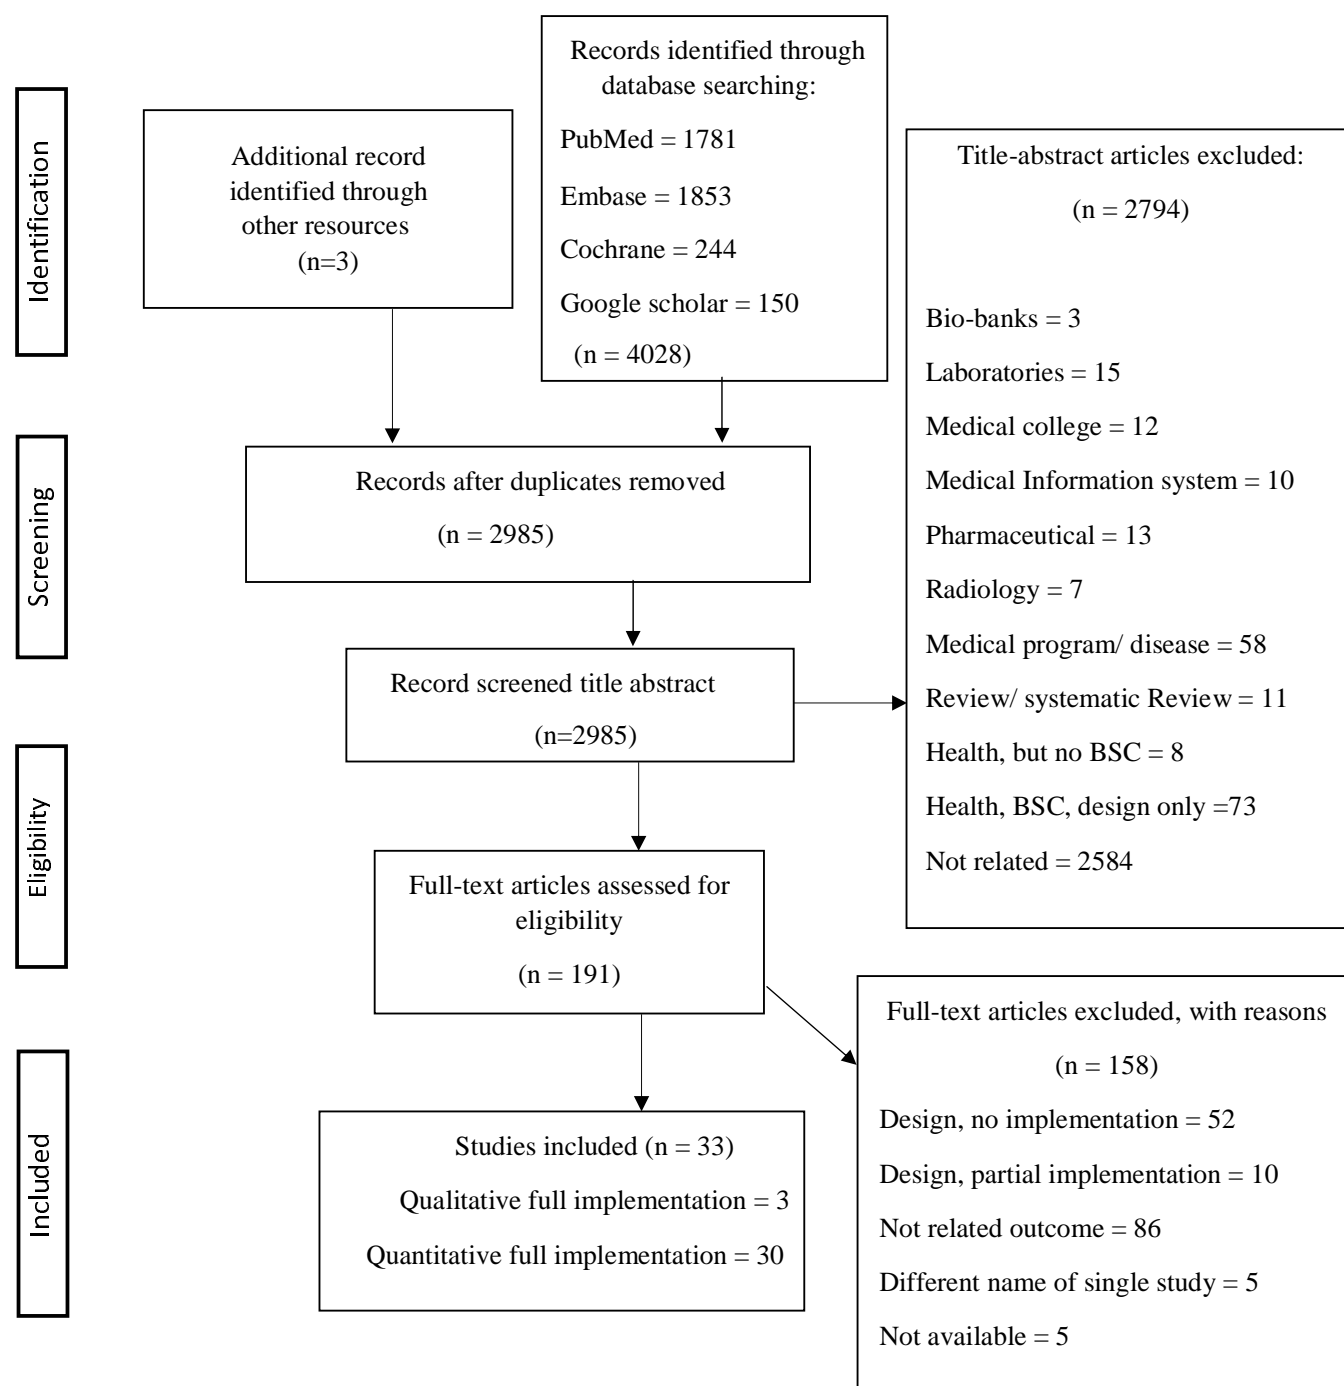 Identification
Additional record
identified through
other resources
(n=3)
Records identified through
database searching:
PubMed = 1781
Embase = 1853
Cochrane = 244
Google scholar = 150
(n = 4028)
Title-abstract articles excluded:
(n = 2794)
Bio-banks = 3
Laboratories = 15
Medical college = 12
Medical Information system = 10
Pharmaceutical = 13
Radiology = 7
Medical program/ disease = 58
Review/ systematic Review = 11
Health, but no BSC = 8
Health, BSC, design only =73
Not related = 2584
Screening
Records after duplicates removed
(n = 2985)
Record screened title abstract
(n=2985)
Eligibility
Full-text articles assessed for
eligibility
(n = 191)
Full-text articles excluded, with reasons
(n = 158)
Design, no implementation = 52
Design, partial implementation = 10
Not related outcome = 86
Different name of single study = 5
Not available = 5
Included
Studies included (n = 33)
Qualitative full implementation = 3
Quantitative full implementation = 30